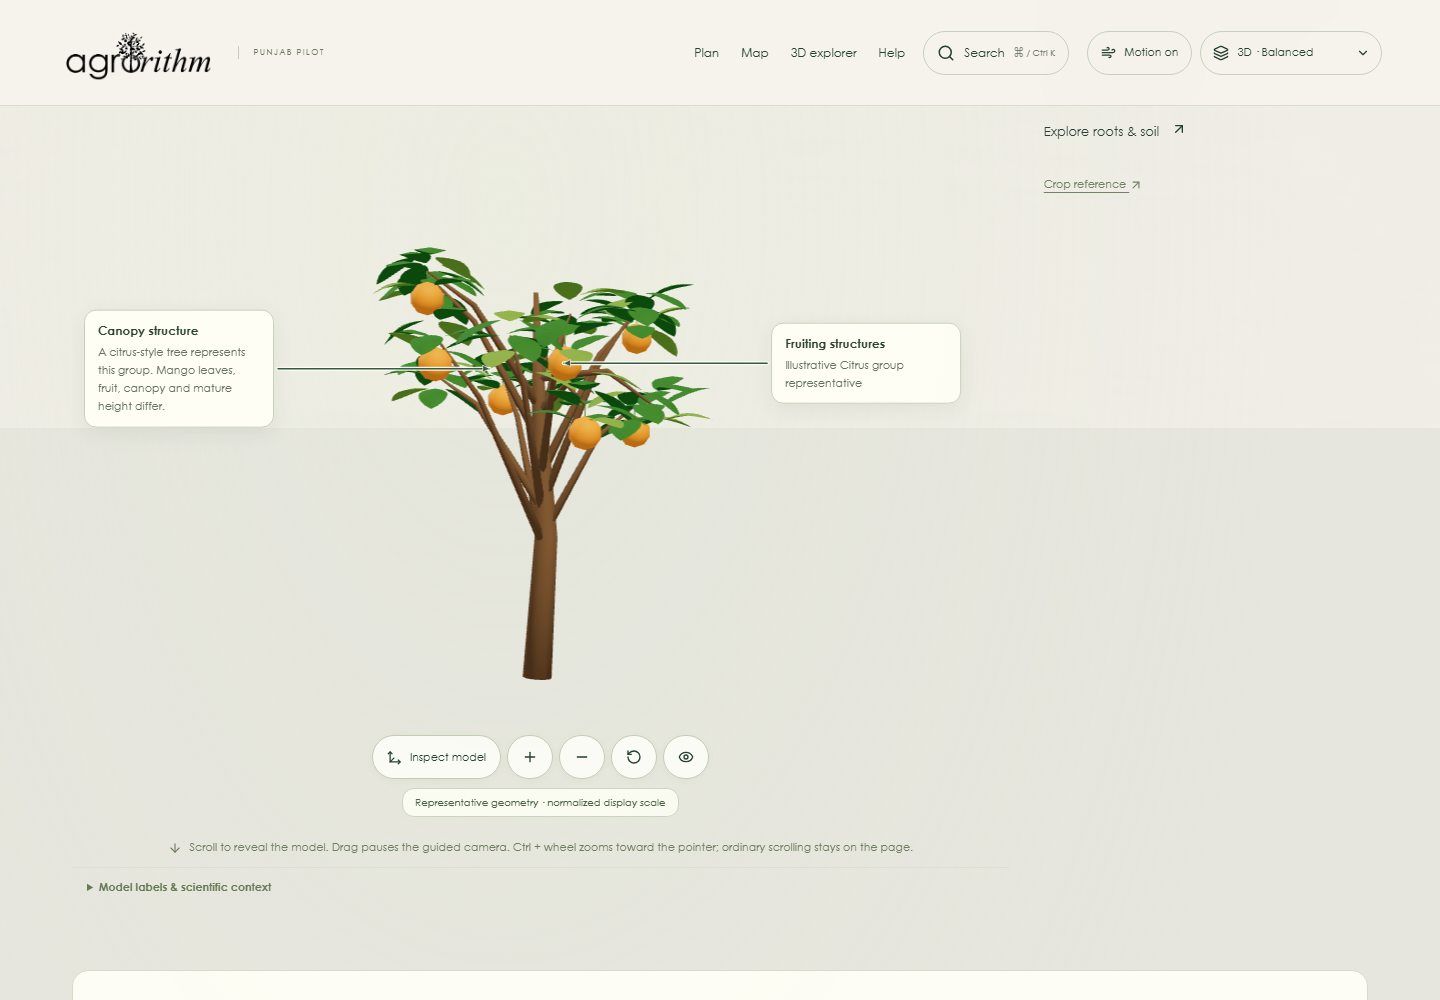 agrorithm
PUNJAB PILOT
Plan
Map
3D explorer
Help
Search ⌘ / Ctrl K
Motion on
3D · Balanced
Explore roots & soil
Crop reference
Canopy structure
A citrus-style tree represents
this group. Mango leaves,
fruit, canopy and mature
height differ.
Fruiting structures
Illustrative Citrus group
representative
Inspect model
Representative geometry · normalized display scale
Scroll to reveal the model. Drag pauses the guided camera. Ctrl + wheel zooms toward the pointer; ordinary scrolling stays on the page.
Model labels & scientific context